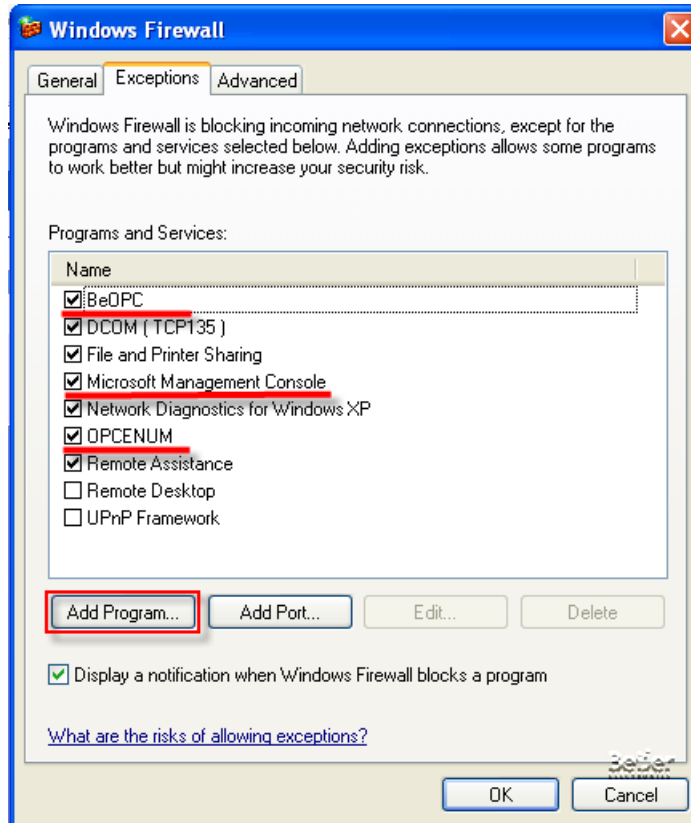 Windows Firewall
General Exceptions Advanced
Windows Firewall is blocking incoming network connections, except for the
programs and services selected below. Adding exceptions allows some programs
to work better but might increase your security risk.
Programs and Services:
Name
BeOPC
DCOM ( TCP135 )
File and Printer Sharing
Microsoft Management Console
Network Diagnostics for Windows XP
OPCENUM
Remote Assistance
Remote Desktop
UPnP Framework
Add Program... Add Port... Edit... Delete
Display a notification when Windows Firewall blocks a program
What are the risks of allowing exceptions?
OK Cancel